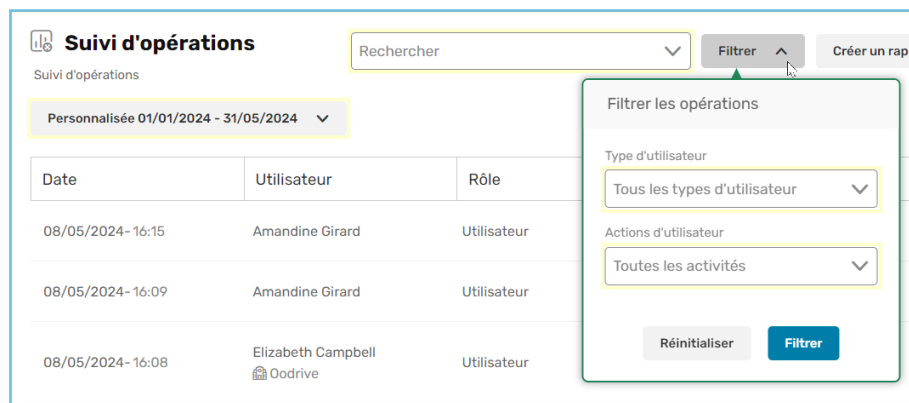 Suivi d'opérations
Rechercher
Filtrer
Créer un rap
Suivi d'opérations
Personnalisée 01/01/2024 - 31/05/2024
Filtrer les opérations
Type d'utilisateur
Tous les types d'utilisateur
Actions d'utilisateur
Toutes les activités
Réinitialiser
Filtrer
Date
Utilisateur
Rôle
08/05/2024-16:15
Amandine Girard
Utilisateur
08/05/2024-16:09
Amandine Girard
Utilisateur
08/05/2024-16:08
Elizabeth Campbell
Oodrive
Utilisateur